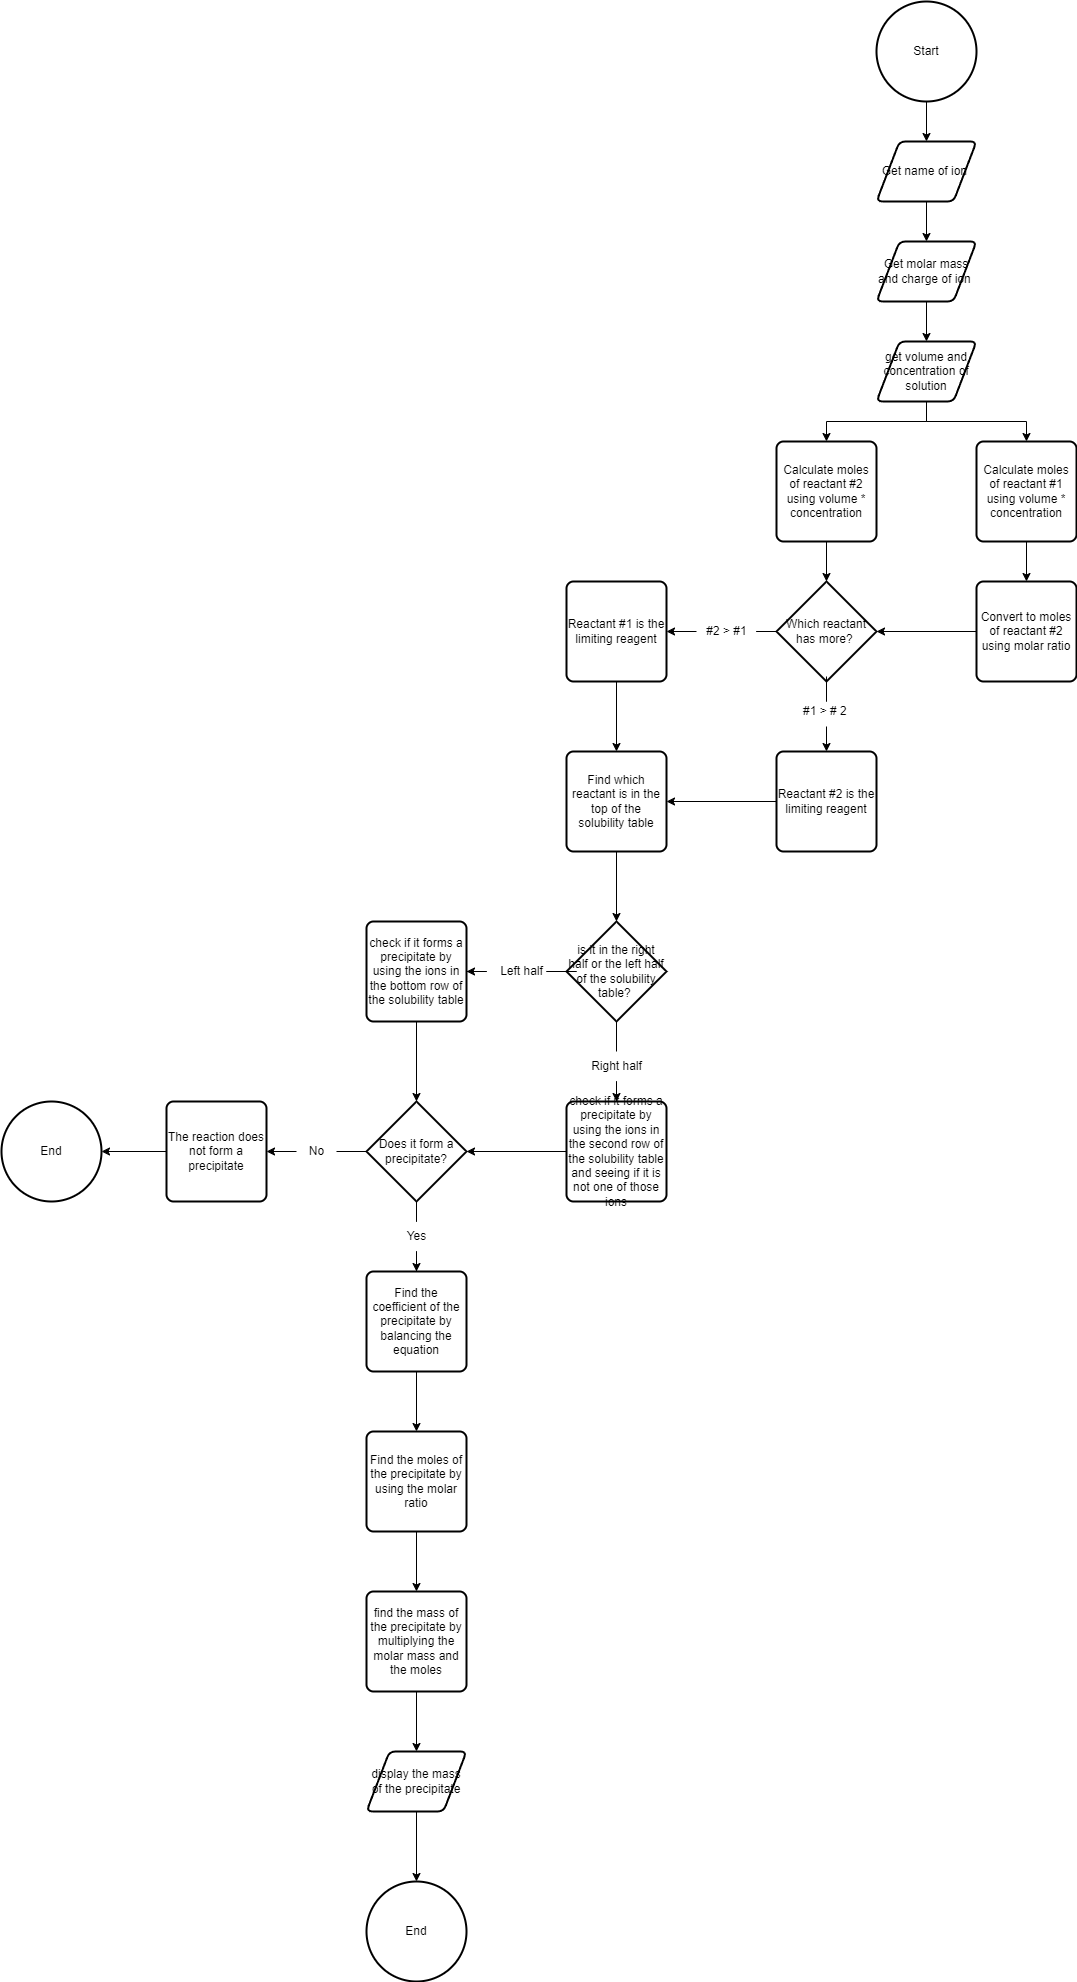 Start
Get name of ion
Get molar mass
and charge of ion
get volume and
concentration of
solution
Calculate moles
of reactant #2
using volume *
concentration
Calculate moles
of reactant #1
using volume *
concentration
Reactant #1 is the
limiting reagent
#2 > #1
Which reactant
has more?
Convert to moles
of reactant #2
using molar ratio
#1 > # 2
Find which
reactant is in the
top of the
solubility table
Reactant #2 is the
limiting reagent
check if it forms a
precipitate by
using the ions in
the bottom row of
the solubility table
Left half
is it in the right
half or the left half
of the solubility
table?
Right half
End
The reaction does
not form a
precipitate
No
Does it form a
precipitate?
check if it forms a
precipitate by
using the ions in
the second row of
the solubility table
and seeing if it is
not one of those
ions
Yes
Find the
coefficient of the
precipitate by
balancing the
equation
Find the moles of
the precipitate by
using the molar
ratio
find the mass of
the precipitate by
multiplying the
molar mass and
the moles
display the mass
of the precipitate
End